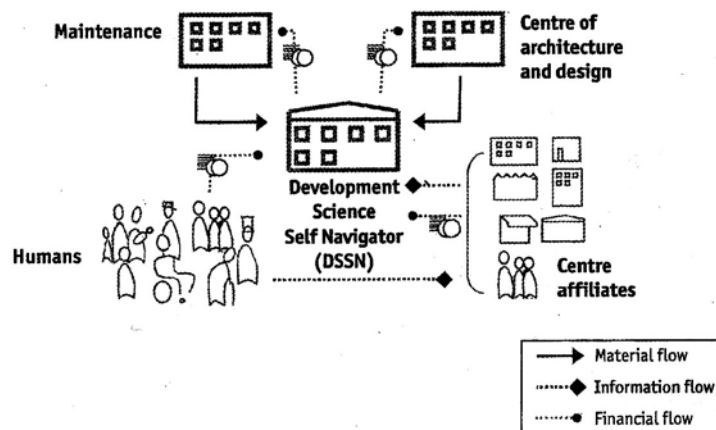 Maintenance
Centre of
architecture
and design
Development
Science
Self Navigator
(DSSN)
Humans
Centre
affiliates
Material flow
Information flow
Financial flow